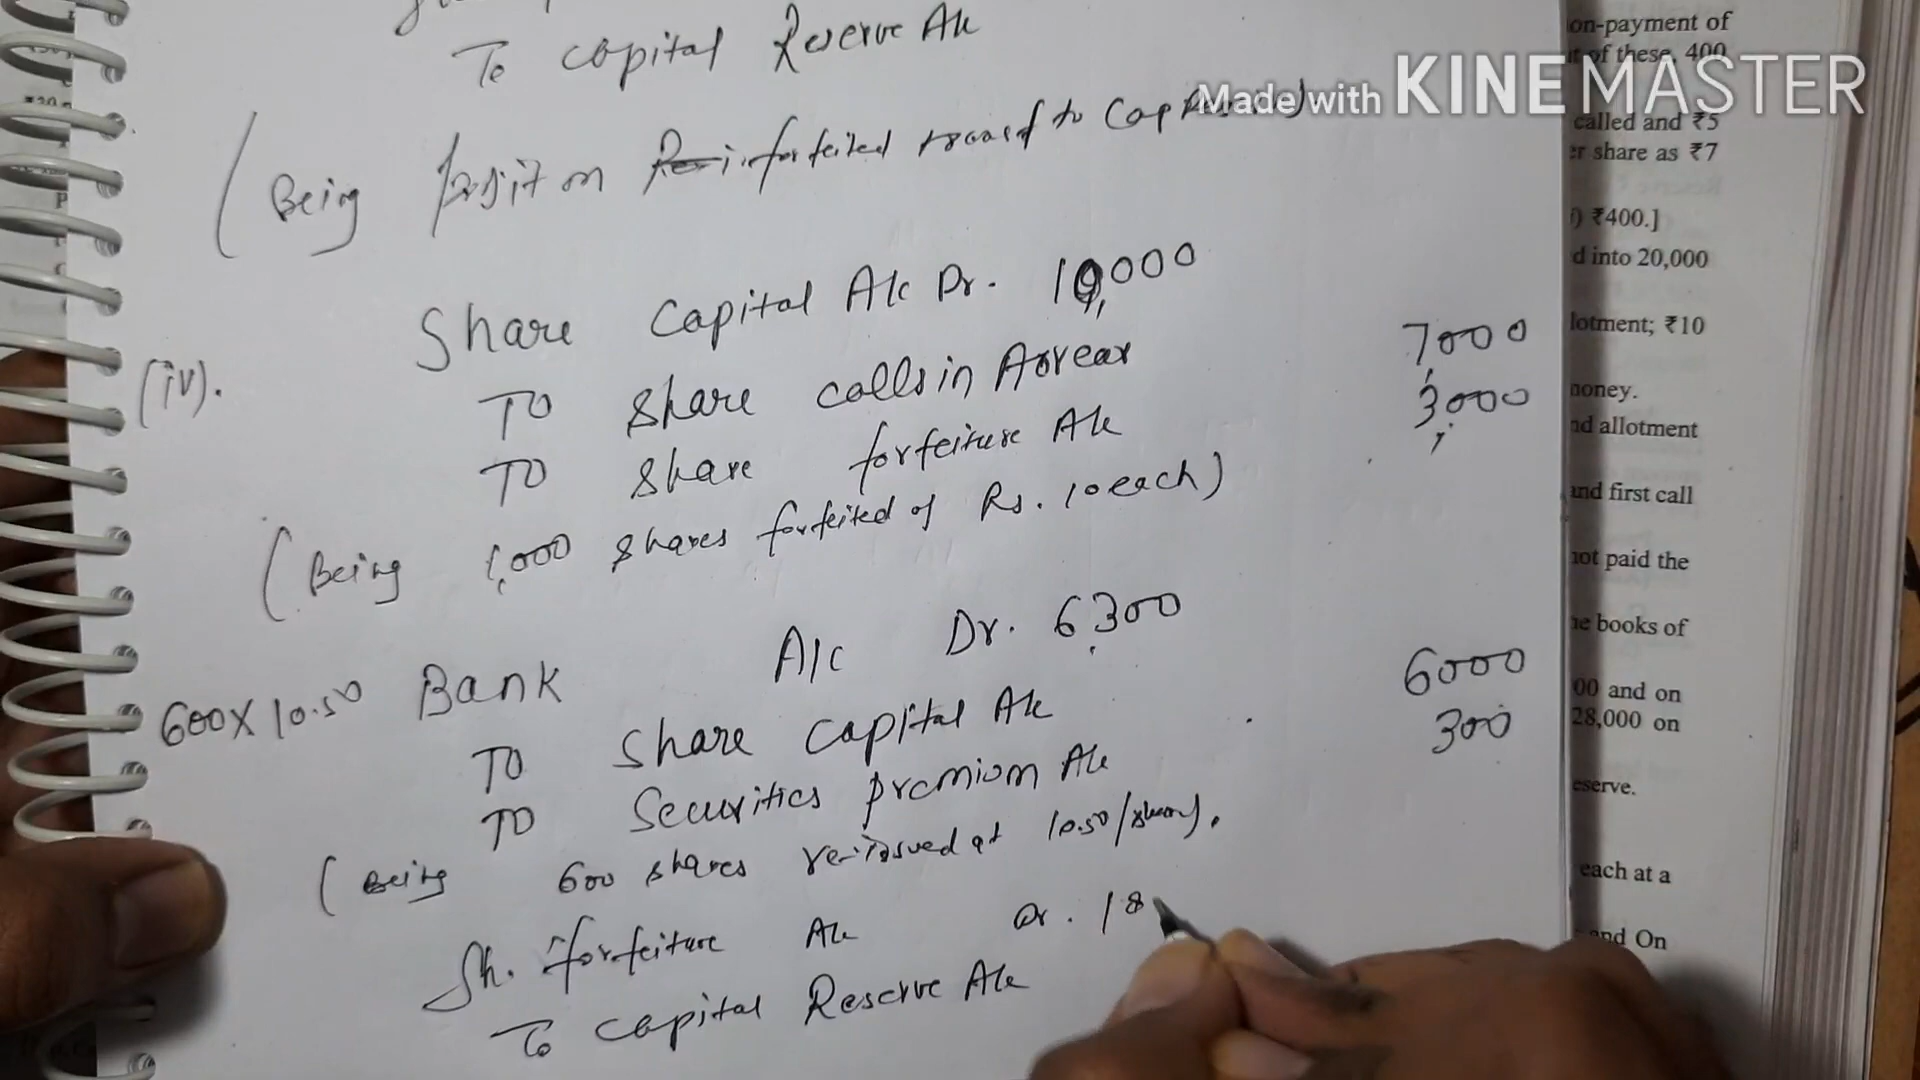 To capital Reserve A/c
Made with KINEMASTER
(Being profit on forfeited to Cap
(iv). Share Capital A/c Dr. 10,000
TO Share calls in Arrear 7,000
TO Share forfeiture A/c 3,000
(Being 1,000 shares forfeited of Rs. 10 each)
600X10.50 Bank A/c Dr. 6,300
TO Share capital A/c 6000
TO Securities premium A/c 300
(Being 600 shares re-issued at 10.50/share).
Sh. forfeiture A/c Dr. 18
To capital Reserve A/c
on-payment of
of these, 400
called and ₹5
er share as ₹7
) ₹400.]
d into 20,000
lotment; ₹10
money.
nd allotment
and first call
not paid the
he books of
00 and on
28,000 on
eserve.
each at a
and On